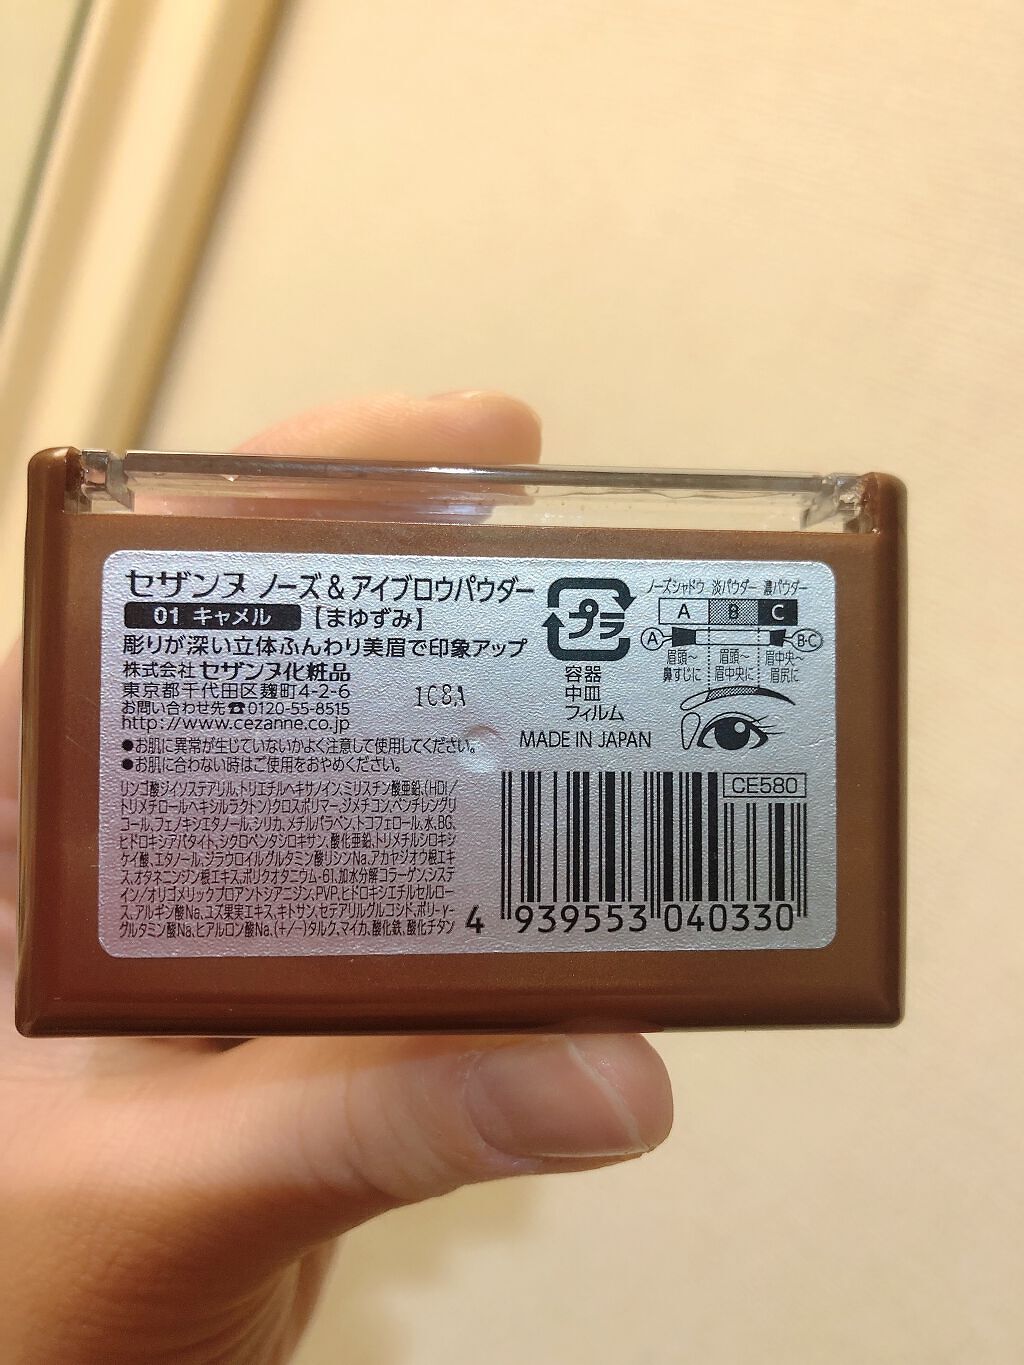 セザンヌ ノーズ&アイブロウパウダー
01 キャメル 【まゆずみ】
彫りが深い立体ふんわり美眉で印象アップ
株式会社 セザンヌ化粧品
東京都千代田区麹町4-2-6
お問い合わせ先☎0120-55-8515
http://www.cezanne.co.jp
1C8A
●お肌に異常が生じていないかよく注意して使用してください。
●お肌に合わない時はご使用をおやめください。
リンゴ酸ジイソステアリル、トリエチルヘキサノイン、ミリスチン酸亜鉛、(HDI/
トリメチロールヘキシルラクトン)クロスポリマー、ジメチコン、ペンチレングリ
コール、フェノキシエタノール、シリカ、メチルパラベン、トコフェロール、水、BG、
ヒドロキシアパタイト、シクロペンタシロキサン、酸化亜鉛、トリメチルシロキシ
ケイ酸、エタノール、ジラウロイルグルタミン酸リシンNa、アカヤジオウ根エキ
ス、オタネニンジン根エキス、ポリクオタニウム-61、加水分解コラーゲン、システ
イン/オリゴメリックプロアントシアニジン、PVP、ヒドロキシエチルセルロー
ス、アルギン酸Na、ユズ果実エキス、キトサン、セテアリルグルコシド、ポリ-γ-
グルタミン酸Na、ヒアルロン酸Na、(+/−)タルク、マイカ、酸化鉄、酸化チタン
プラ
容器
中皿
フィルム
MADE IN JAPAN
ノーズシャドウ 淡パウダー 濃パウダー
A B C
A B・C
眉頭〜
鼻すじに
眉頭〜
眉中央に
眉中央〜
眉尻に
CE580
4 939553 040330